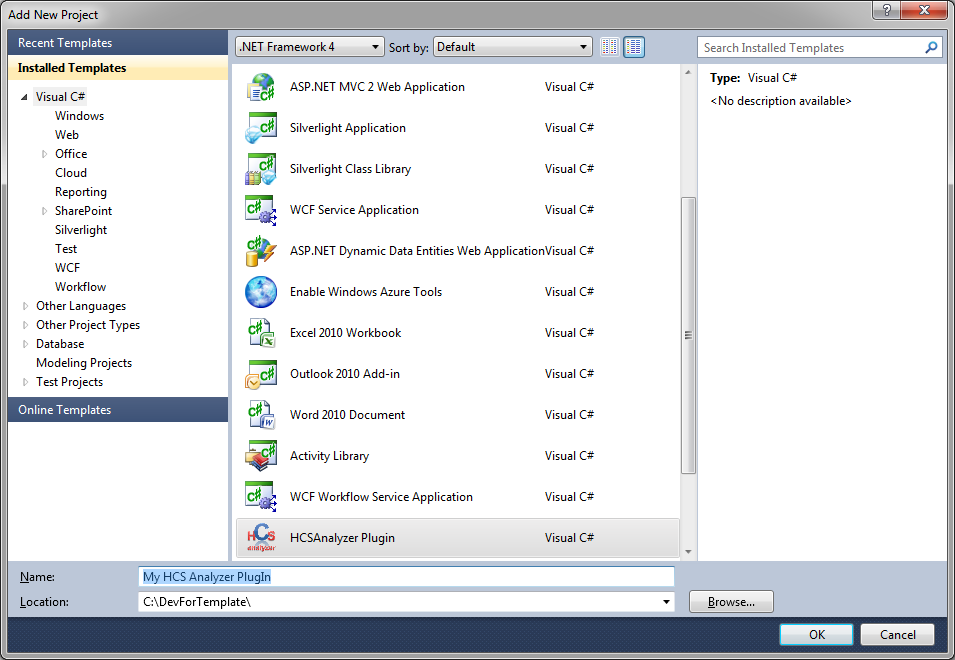 Add New Project
Recent Templates
Installed Templates
Visual C#
Windows
Web
Office
Cloud
Reporting
SharePoint
Silverlight
Test
WCF
Workflow
Other Languages
Other Project Types
Database
Modeling Projects
Test Projects
Online Templates
.NET Framework 4 Sort by: Default
ASP.NET MVC 2 Web Application Visual C#
Silverlight Application Visual C#
Silverlight Class Library Visual C#
WCF Service Application Visual C#
ASP.NET Dynamic Data Entities Web Application Visual C#
Enable Windows Azure Tools Visual C#
Excel 2010 Workbook Visual C#
Outlook 2010 Add-in Visual C#
Word 2010 Document Visual C#
Activity Library Visual C#
WCF Workflow Service Application Visual C#
HCSAnalyzer Plugin Visual C#
Search Installed Templates
Type: Visual C#
<No description available>
Name: My HCS Analyzer PlugIn
Location: C:\DevForTemplate\ Browse...
OK Cancel